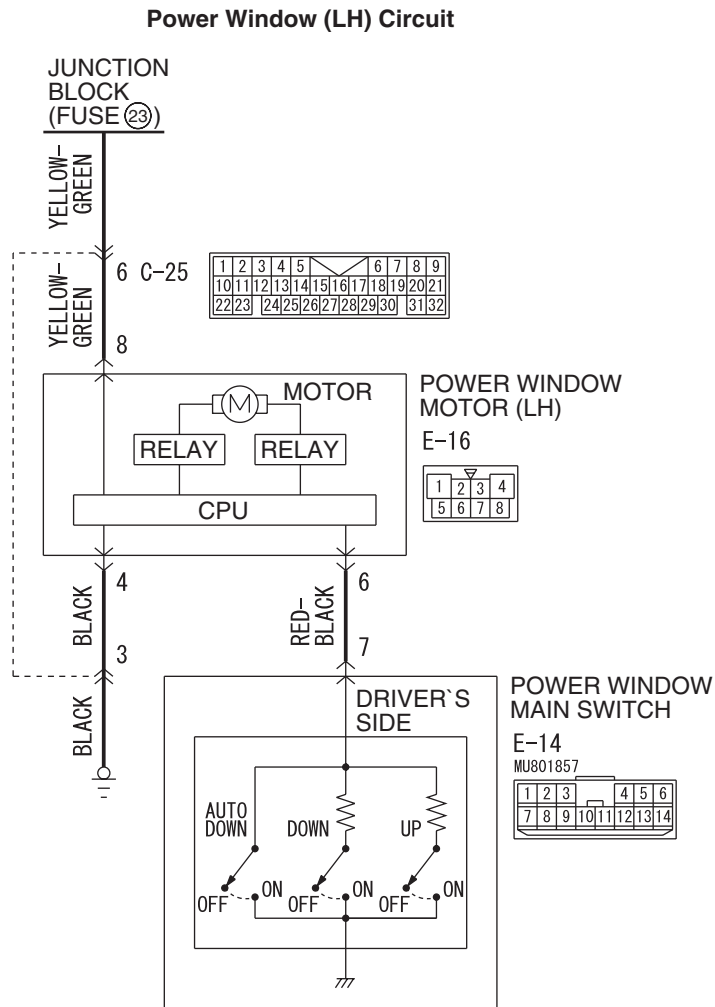 Power Window (LH) Circuit
JUNCTION
BLOCK
(FUSE 23)
YELLOW-
GREEN
6 C-25
1 2 3 4 5 6 7 8 9
10 11 12 13 14 15 16 17 18 19 20 21
22 23 24 25 26 27 28 29 30 31 32
YELLOW-
GREEN
8
MOTOR
M
RELAY RELAY
CPU
POWER WINDOW
MOTOR (LH)
E-16
1 2 3 4
5 6 7 8
4
BLACK
3
BLACK
6
RED-
BLACK
7
DRIVER`S
SIDE
POWER WINDOW
MAIN SWITCH
E-14
MU801857
1 2 3 4 5 6
7 8 9 10 11 12 13 14
AUTO
DOWN
DOWN
UP
OFF ON OFF ON OFF ON